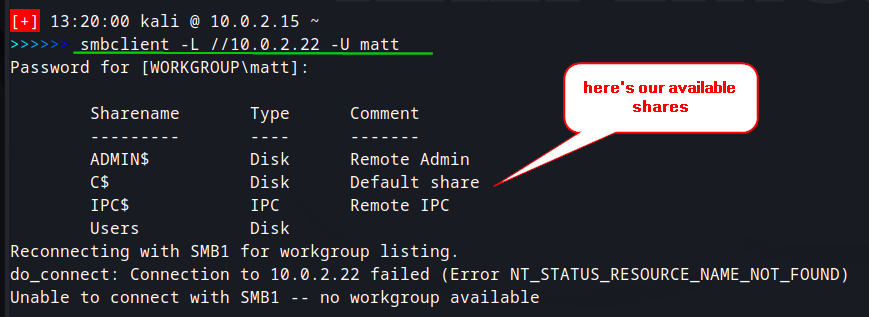 [+] 13:20:00 kali @ 10.0.2.15 ~
>>>>>> smbclient -L //10.0.2.22 -U matt
Password for [WORKGROUP\matt]:
Sharename Type Comment
--------- ---- -------
ADMIN$ Disk Remote Admin
C$ Disk Default share
IPC$ IPC Remote IPC
Users Disk
Reconnecting with SMB1 for workgroup listing.
do_connect: Connection to 10.0.2.22 failed (Error NT_STATUS_RESOURCE_NAME_NOT_FOUND)
Unable to connect with SMB1 -- no workgroup available
here's our available
shares